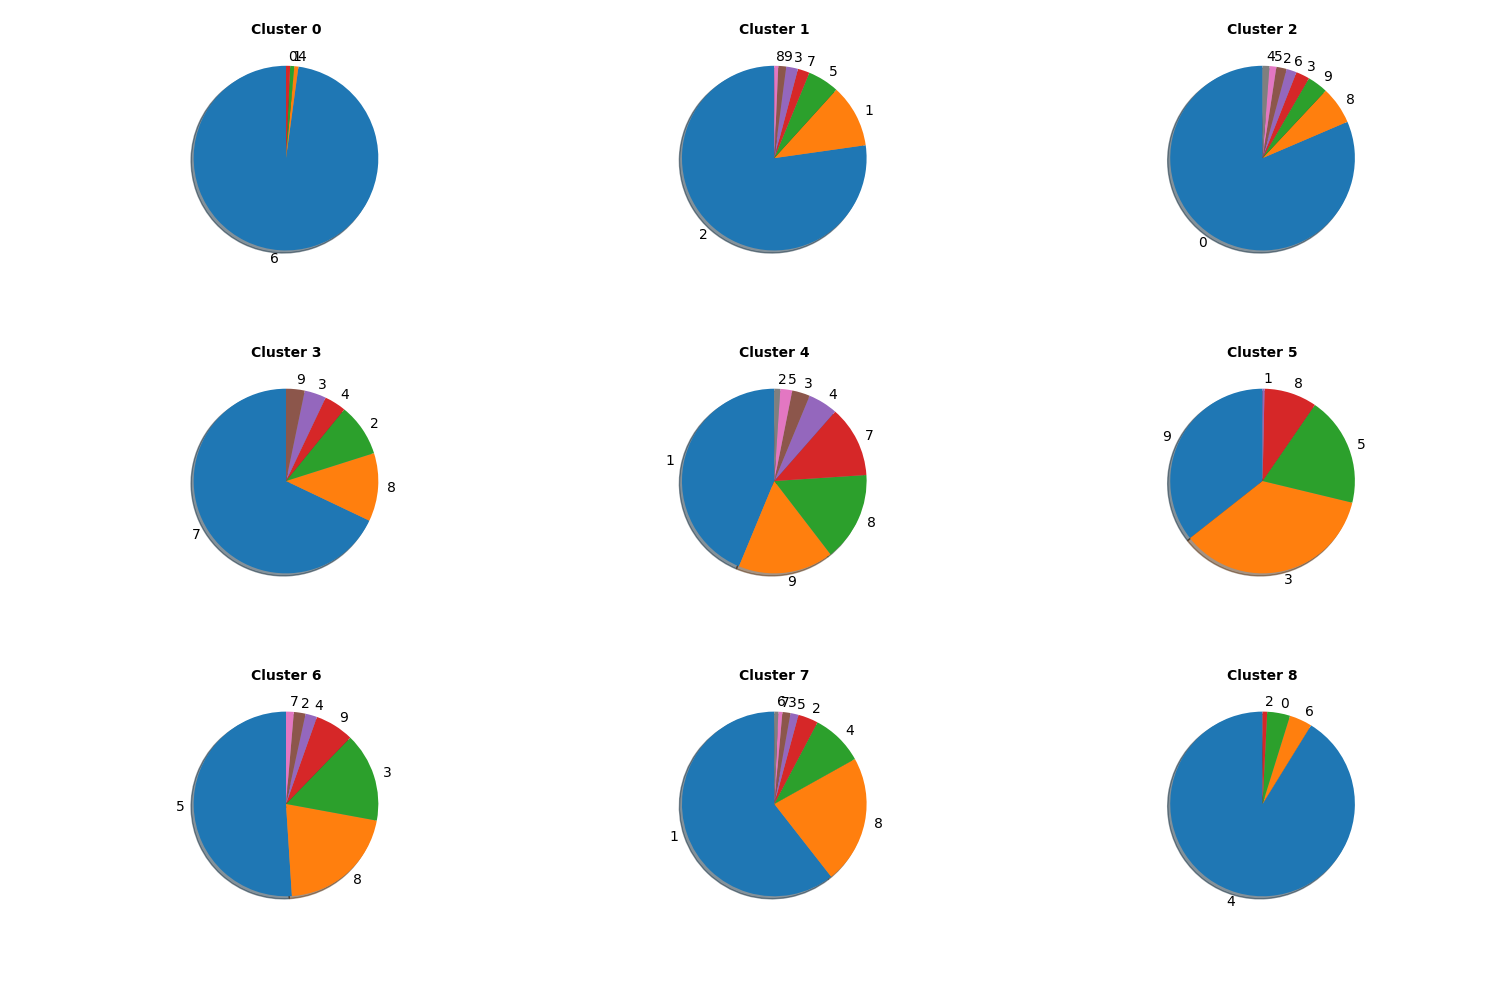 Cluster 0
0 1 4
6
Cluster 1
8 9 3 7
5
1
2
Cluster 2
4 5 2 6 3
9
8
0
Cluster 3
9 3 4
2
8
7
Cluster 4
2 5 3 4
7
1
8
9
Cluster 5
1 8
9
5
3
Cluster 6
7 2 4
9
3
5
8
Cluster 7
6 7 3 5 2
4
8
1
Cluster 8
2 0 6
4